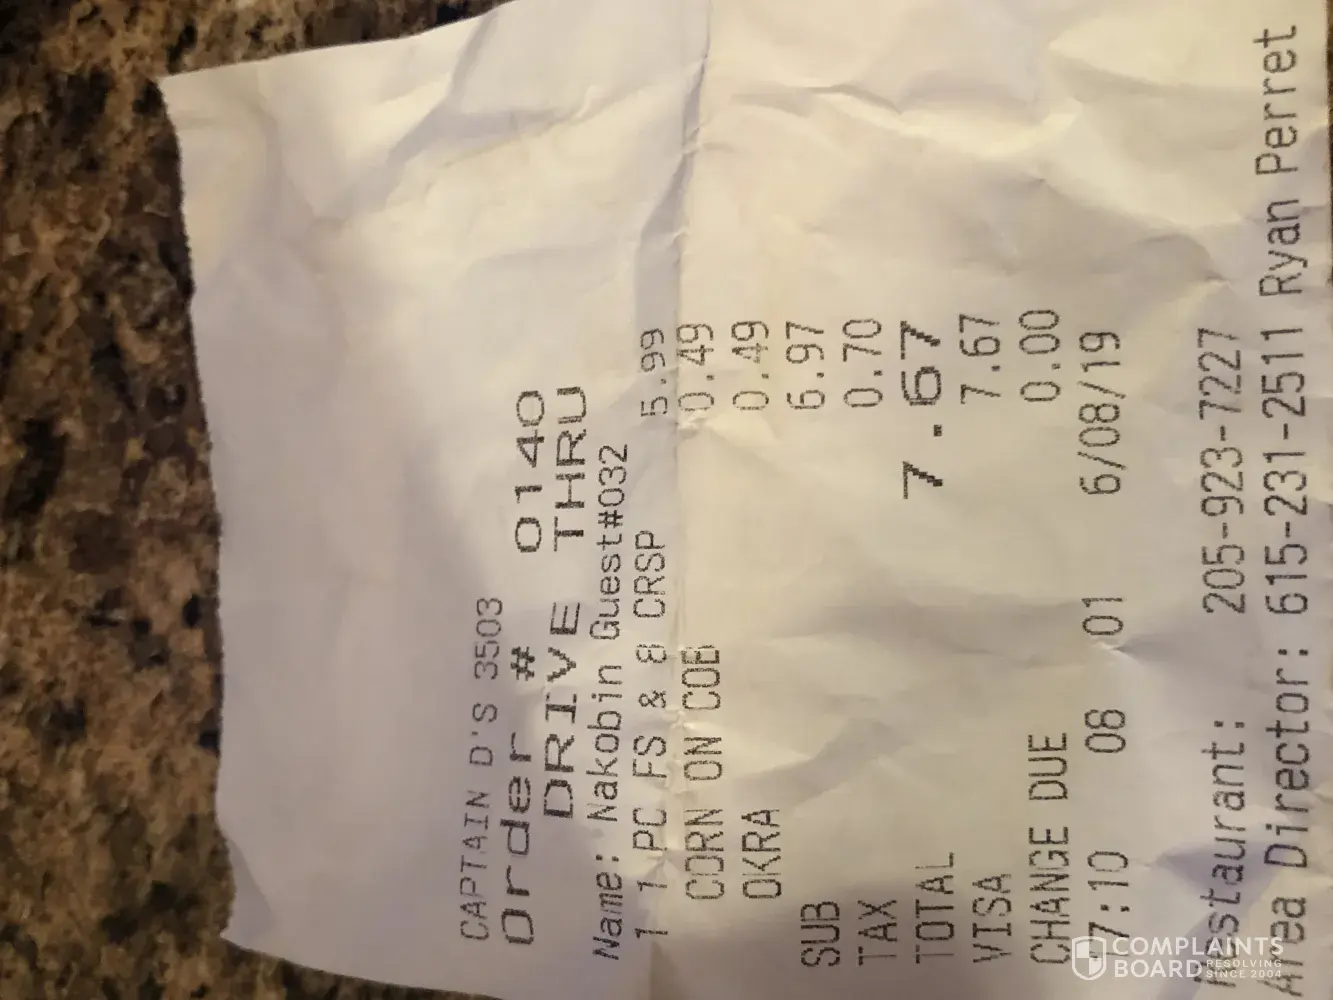 CAPTAIN D'S 3503
Order # 0140
DRIVE THRU
Name: Nakobin Guest#032
1 1 PC FS & 8 CRSP 5.99
CORN ON COB 0.49
OKRA 0.49
SUB 6.97
TAX 0.70
TOTAL 7.67
VISA 7.67
CHANGE DUE 0.00
17:10 08 01 6/08/19
Restaurant: 205-923-7227
Area Director: 615-231-2511 Ryan Perret
COMPLAINTS
BOARD RESOLVING
SINCE 2004